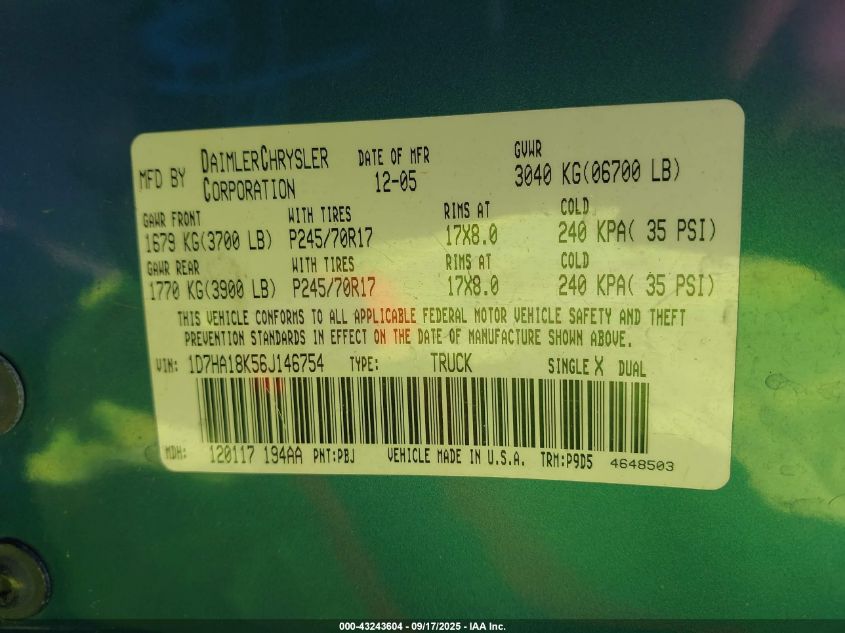 MFD BY DAIMLERCHRYSLER CORPORATION
DATE OF MFR 12-05
GVWR 3040 KG(06700 LB)
GAWR FRONT WITH TIRES RIMS AT COLD
1679 KG(3700 LB) P245/70R17 17X8.0 240 KPA( 35 PSI)
GAWR REAR WITH TIRES RIMS AT COLD
1770 KG(3900 LB) P245/70R17 17X8.0 240 KPA( 35 PSI)
THIS VEHICLE CONFORMS TO ALL APPLICABLE FEDERAL MOTOR VEHICLE SAFETY AND THEFT
PREVENTION STANDARDS IN EFFECT ON THE DATE OF MANUFACTURE SHOWN ABOVE.
VIN: 1D7HA18K56J146754 TYPE: TRUCK SINGLE X DUAL
MDH: 120117 194AA PNT:PBJ VEHICLE MADE IN U.S.A. TRM:P9D5 4648503
000-43243604 - 09/17/2025 - IAA Inc.